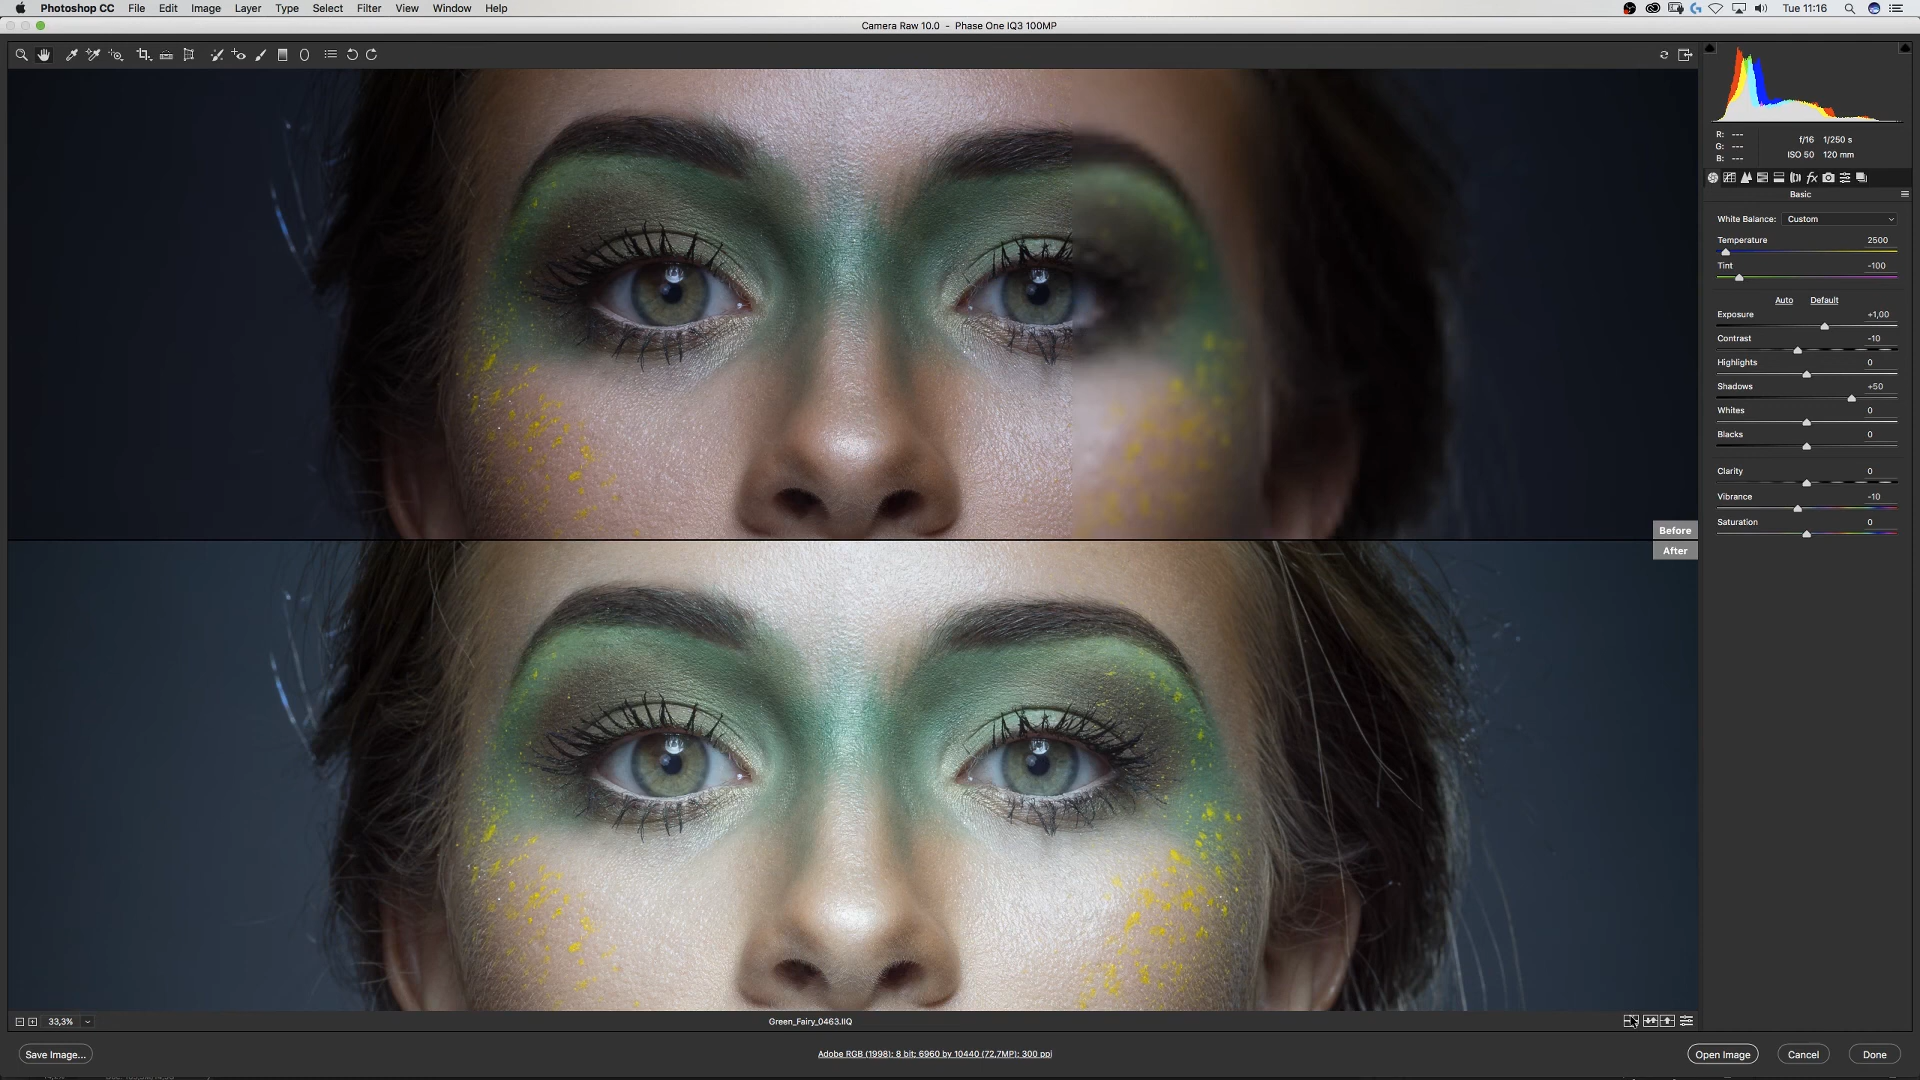 Photoshop CC File Edit Image Layer Type Select Filter View Window Help Tue 11:16
Camera Raw 10.0 - Phase One IQ3 100MP
R: ---
G: ---
B: ---
f/16 1/250 s
ISO 50 120 mm
Basic
White Balance: Custom
Temperature 2500
Tint -100
Auto Default
Exposure +1,00
Contrast -10
Highlights 0
Shadows +50
Whites 0
Blacks 0
Clarity 0
Vibrance -10
Saturation 0
Before
After
33,3%
Green_Fairy_0463.IIQ
Save Image...
Adobe RGB (1998); 8 bit; 6960 by 10440 (72,7MP); 300 ppi
Open Image
Cancel
Done